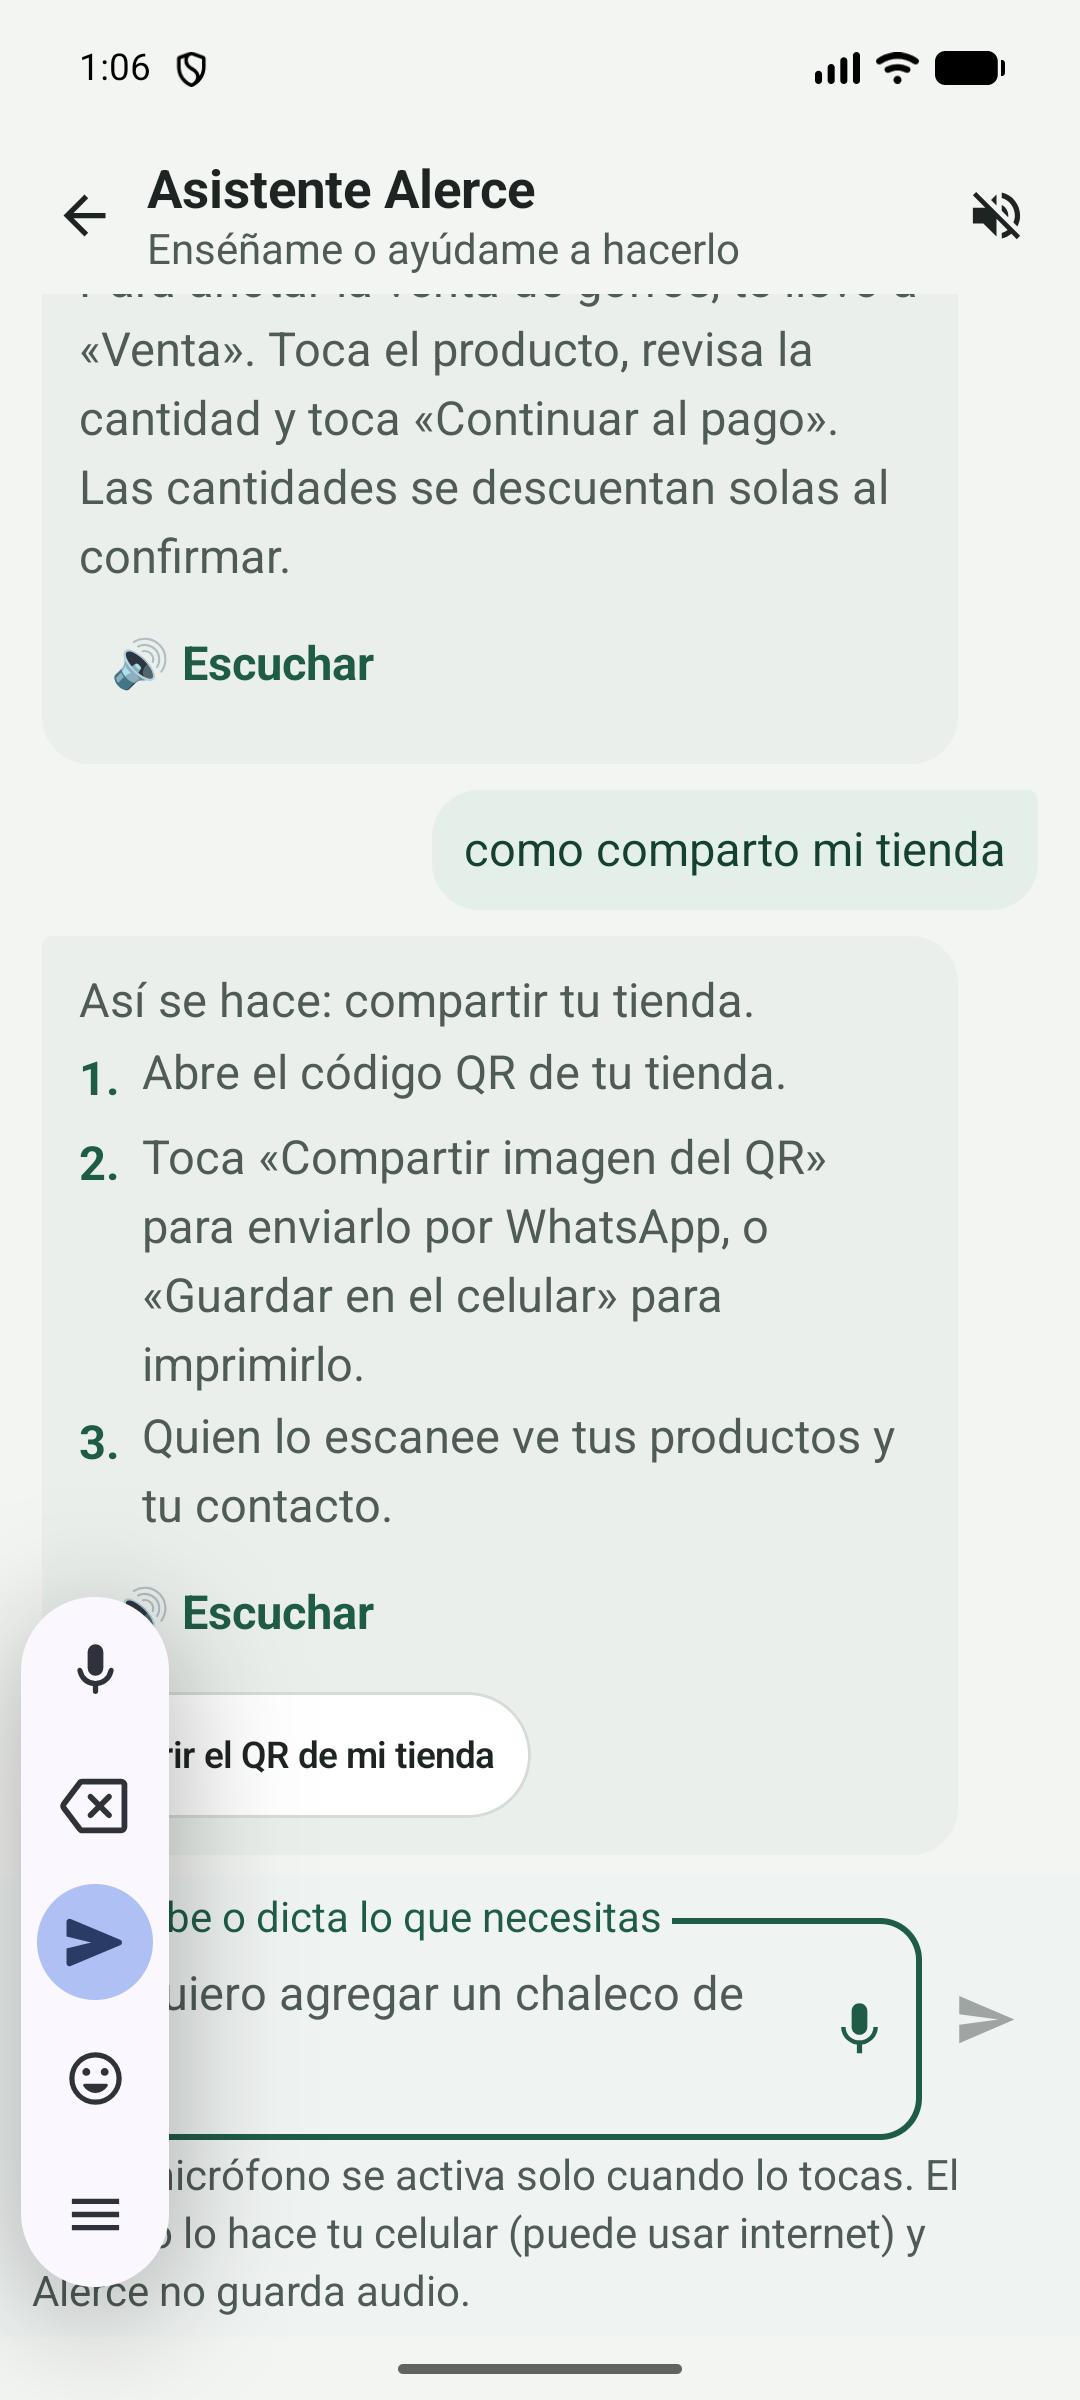 1:06
Asistente Alerce
Enséñame o ayúdame a hacerlo
«Venta». Toca el producto, revisa la
cantidad y toca «Continuar al pago».
Las cantidades se descuentan solas al
confirmar.
🔊 Escuchar
como comparto mi tienda
Así se hace: compartir tu tienda.
1. Abre el código QR de tu tienda.
2. Toca «Compartir imagen del QR»
para enviarlo por WhatsApp, o
«Guardar en el celular» para
imprimirlo.
3. Quien lo escanee ve tus productos y
tu contacto.
Escuchar
el QR de mi tienda
o dicta lo que necesitas
agregar un chaleco de
se activa solo cuando lo tocas. El
lo hace tu celular (puede usar internet) y
Alerce no guarda audio.